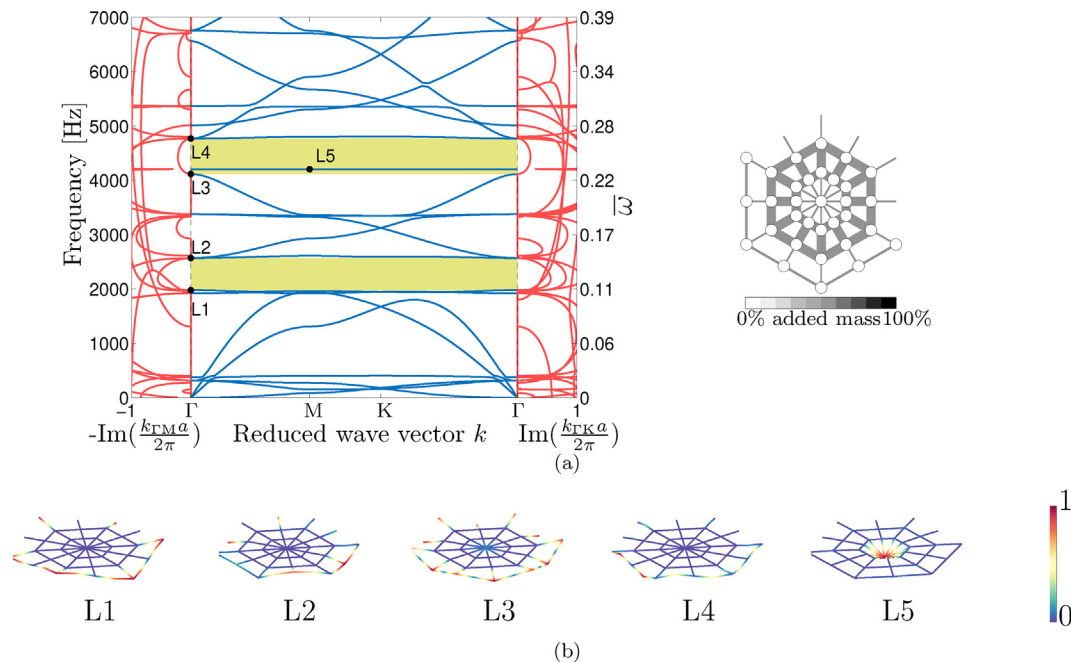 7000
6000
5000
4000
3000
2000
1000
0
Frequency [Hz]
0.39
0.34
0.28
0.22
0.17
0.11
0.06
0
ω̅
L4
L5
L3
L2
L1
−1 Γ M K Γ 1
-Im(k_ΓM a / 2π) Reduced wave vector k Im(k_ΓK a / 2π)
0% added mass100%
(a)
1
0
L1 L2 L3 L4 L5
(b)